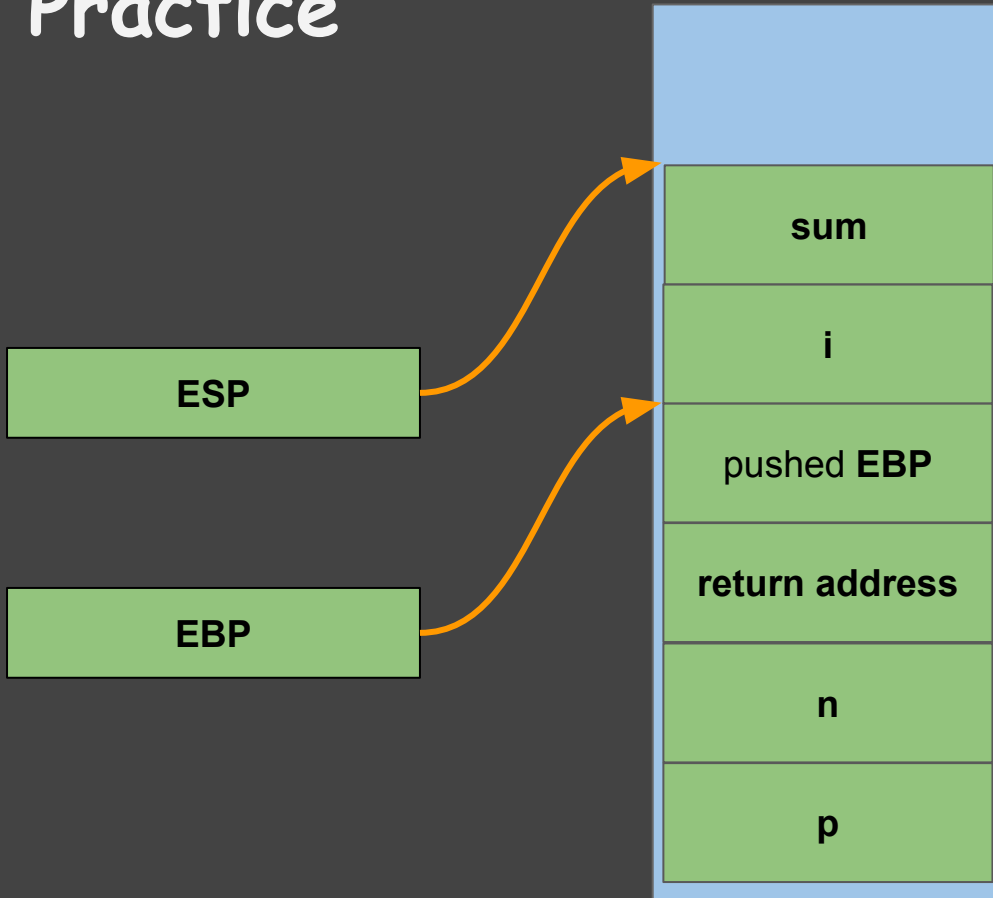 Practice
sum
i
ESP
pushed EBP
return address
EBP
n
p